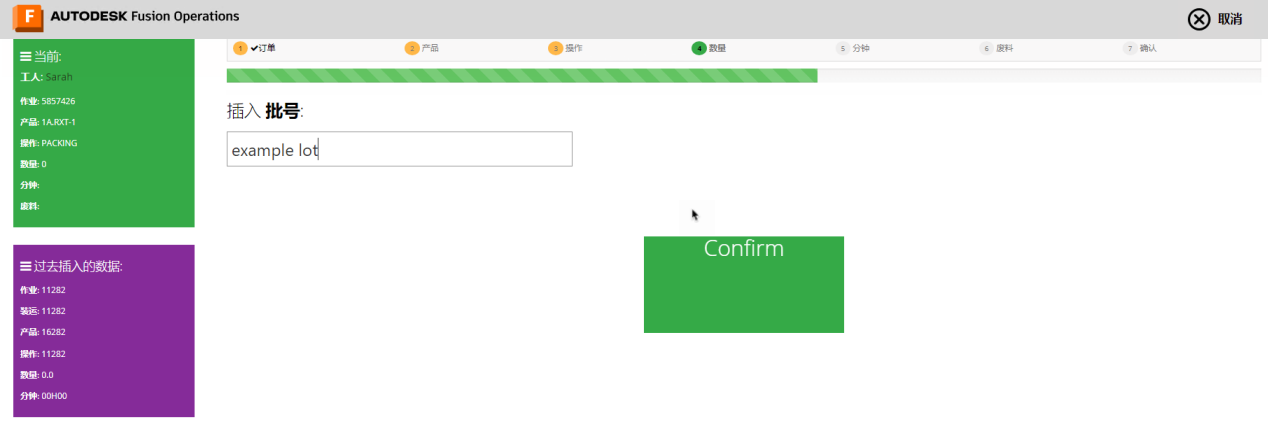 AUTODESK Fusion Operations
取消
当前:
工人: Sarah
作业: 5857426
产品: 1A.RXT-1
操作: PACKING
数量: 0
分钟:
废料:
过去插入的数据:
作业: 11282
装运: 11282
产品: 16282
操作: 11282
数量: 0.0
分钟: 00H00
1 ✔订单
2 产品
3 操作
4 数量
5 分钟
6 废料
7 确认
插入 批号:
example lot
Confirm